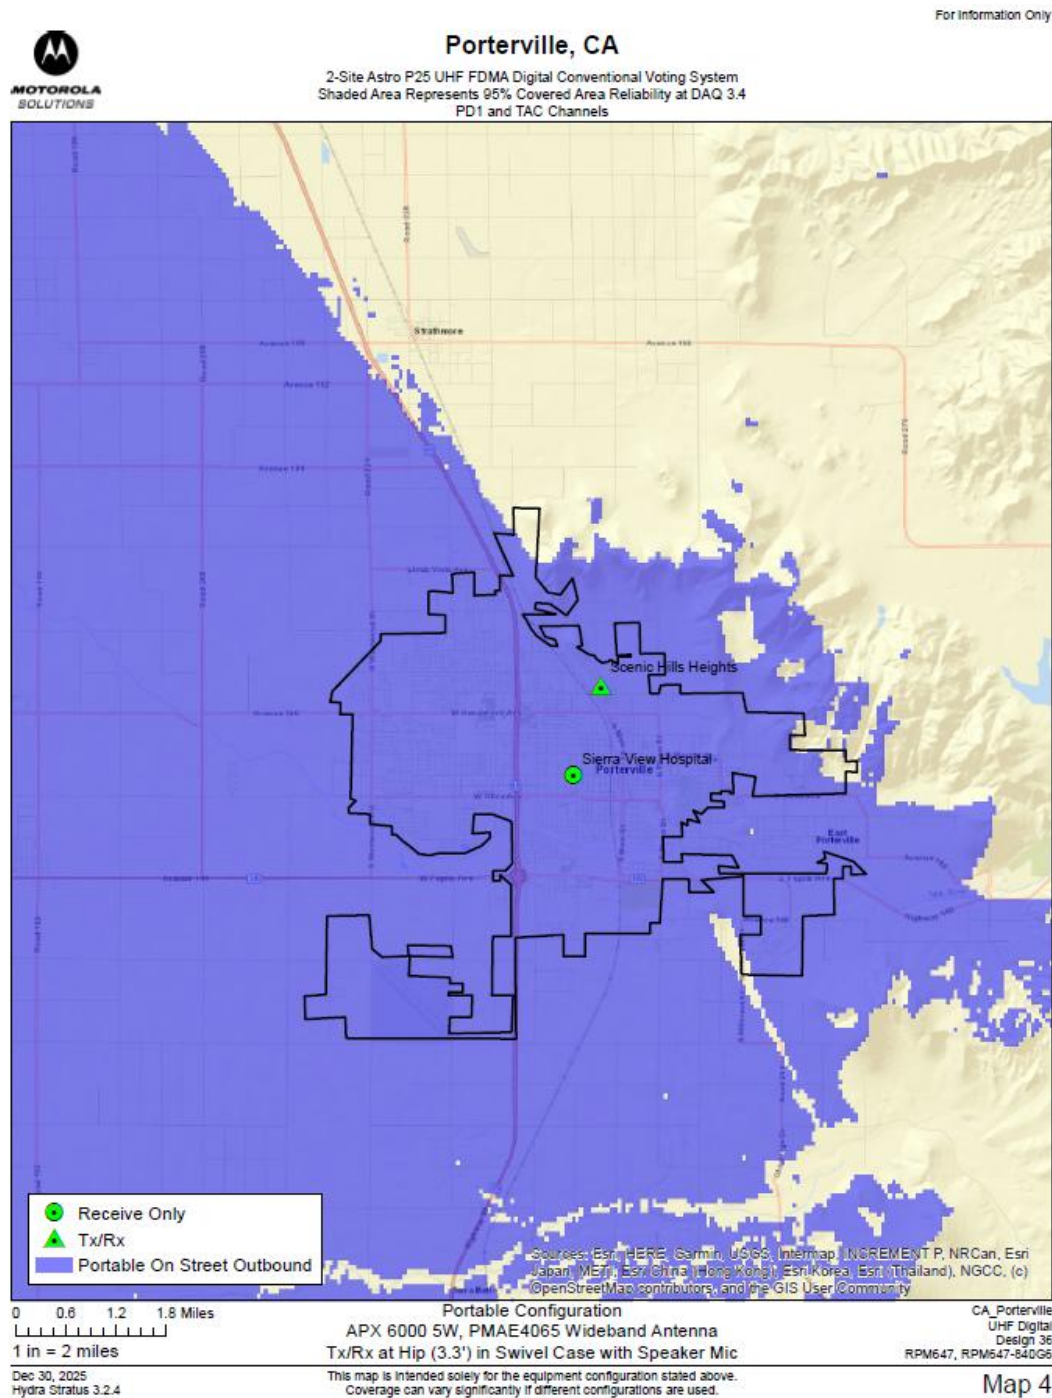 For Information Only
MOTOROLA
SOLUTIONS
Porterville, CA
2-Site Astro P25 UHF FDMA Digital Conventional Voting System
Shaded Area Represents 95% Covered Area Reliability at DAQ 3.4
PD1 and TAC Channels
Strathmore
Avenue 192
Road 276
Scenic Hills Heights
Sierra View Hospital
Porterville
East
Porterville
Highway 190
Receive Only
Tx/Rx
Portable On Street Outbound
Sources: Esri, HERE, Garmin, USGS, Intermap, INCREMENT P, NRCan, Esri
Japan, METI, Esri China (Hong Kong), Esri Korea, Esri (Thailand), NGCC, (c)
OpenStreetMap contributors, and the GIS User Community
0 0.6 1.2 1.8 Miles
1 in = 2 miles
Portable Configuration
APX 6000 5W, PMAE4065 Wideband Antenna
Tx/Rx at Hip (3.3') in Swivel Case with Speaker Mic
CA_Porterville
UHF Digital
Design 36
RPM647, RPM647-840G6
Dec 30, 2025
Hydra Stratus 3.2.4
This map is intended solely for the equipment configuration stated above.
Coverage can vary significantly if different configurations are used.
Map 4